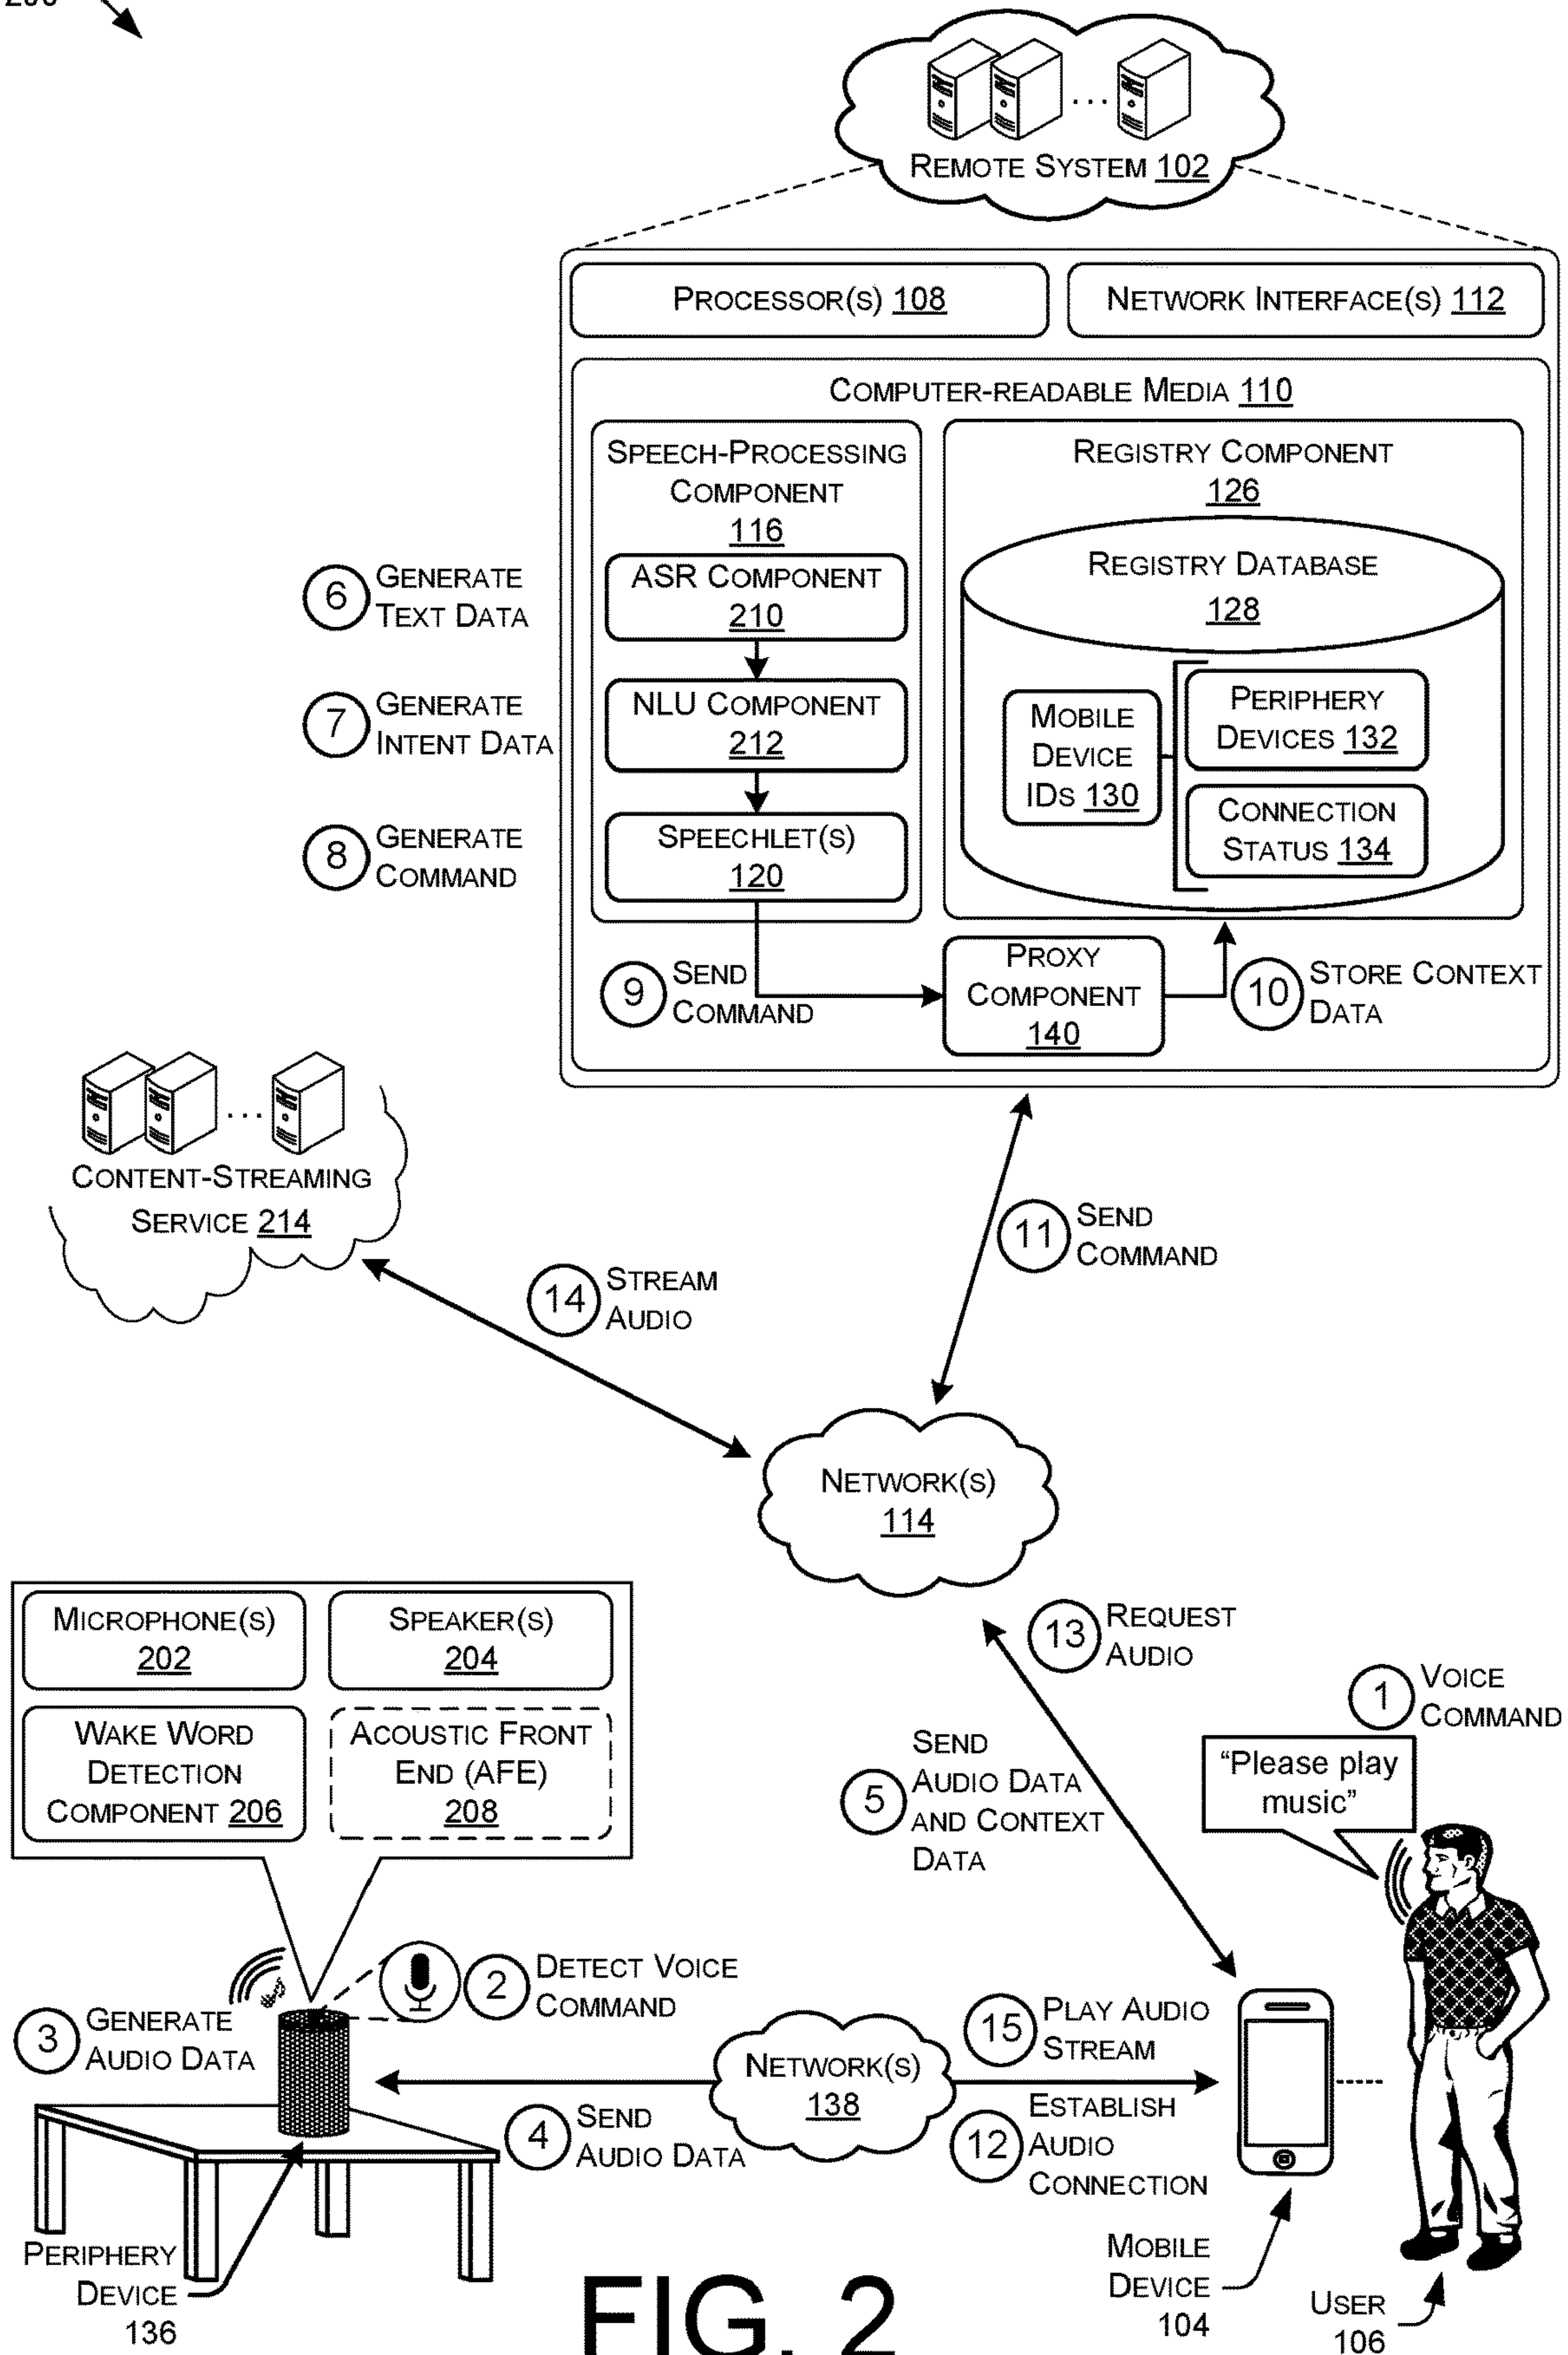 REMOTE SYSTEM 102
PROCESSOR(S) 108
NETWORK INTERFACE(S) 112
COMPUTER-READABLE MEDIA 110
SPEECH-PROCESSING
COMPONENT
116
ASR COMPONENT
210
NLU COMPONENT
212
SPEECHLET(S)
120
REGISTRY COMPONENT
126
REGISTRY DATABASE
128
MOBILE
DEVICE
IDS 130
PERIPHERY
DEVICES 132
CONNECTION
STATUS 134
6 GENERATE
TEXT DATA
7 GENERATE
INTENT DATA
8 GENERATE
COMMAND
9 SEND
COMMAND
PROXY
COMPONENT
140
10 STORE CONTEXT
DATA
CONTENT-STREAMING
SERVICE 214
11 SEND
COMMAND
14 STREAM
AUDIO
NETWORK(S)
114
13 REQUEST
AUDIO
MICROPHONE(S)
202
SPEAKER(S)
204
WAKE WORD
DETECTION
COMPONENT 206
ACOUSTIC FRONT
END (AFE)
208
1 VOICE
COMMAND
"Please play
music"
5 SEND
AUDIO DATA
AND CONTEXT
DATA
2 DETECT VOICE
COMMAND
3 GENERATE
AUDIO DATA
4 SEND
AUDIO DATA
NETWORK(S)
138
15 PLAY AUDIO
STREAM
12 ESTABLISH
AUDIO
CONNECTION
PERIPHERY
DEVICE
136
MOBILE
DEVICE
104
USER
106
FIG. 2